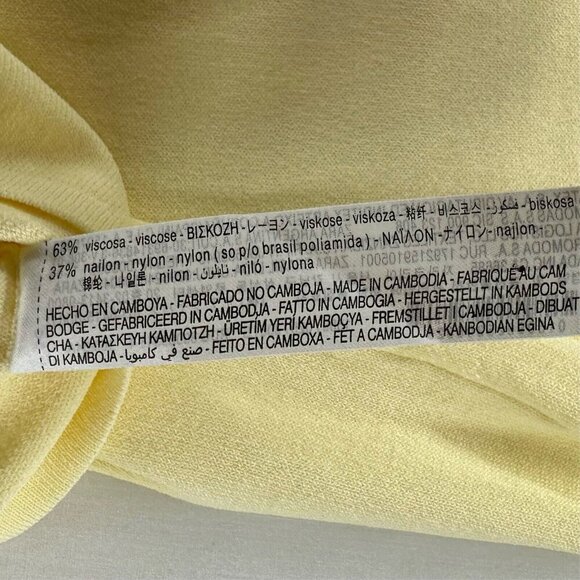 63% viscosa - viscose - ΒΙΣΚΟΖΗ - レーヨン - viskose - viskoza - 粘纤 - 비스코스 - فسكوز - biskosa
37% nailon - nylon - nylon ( so p/o brasil poliamida ) - ΝΑΪΛΟΝ - ナイロン - najlon -
锦纶 - 나일론 - nilon - نايلون - niló - nylona
HECHO EN CAMBOYA - FABRICADO NO CAMBOJA - MADE IN CAMBODIA - FABRIQUÉ AU CAM
BODGE - GEFABRICEERD IN CAMBODJA - FATTO IN CAMBOGIA - HERGESTELLT IN KAMBODS
CHA - ΚΑΤΑΣΚΕΥΗ ΚΑΜΠΟΤΖΗ - ÜRETIM YERI KAMBOÇYA - FREMSTILLET I CAMBODJA - DIBUAT
DI KAMBOJA - صنع في كامبوديا - FEITO EN CAMBOXA - FET A CAMBODJA - KANBODIAN EGINA